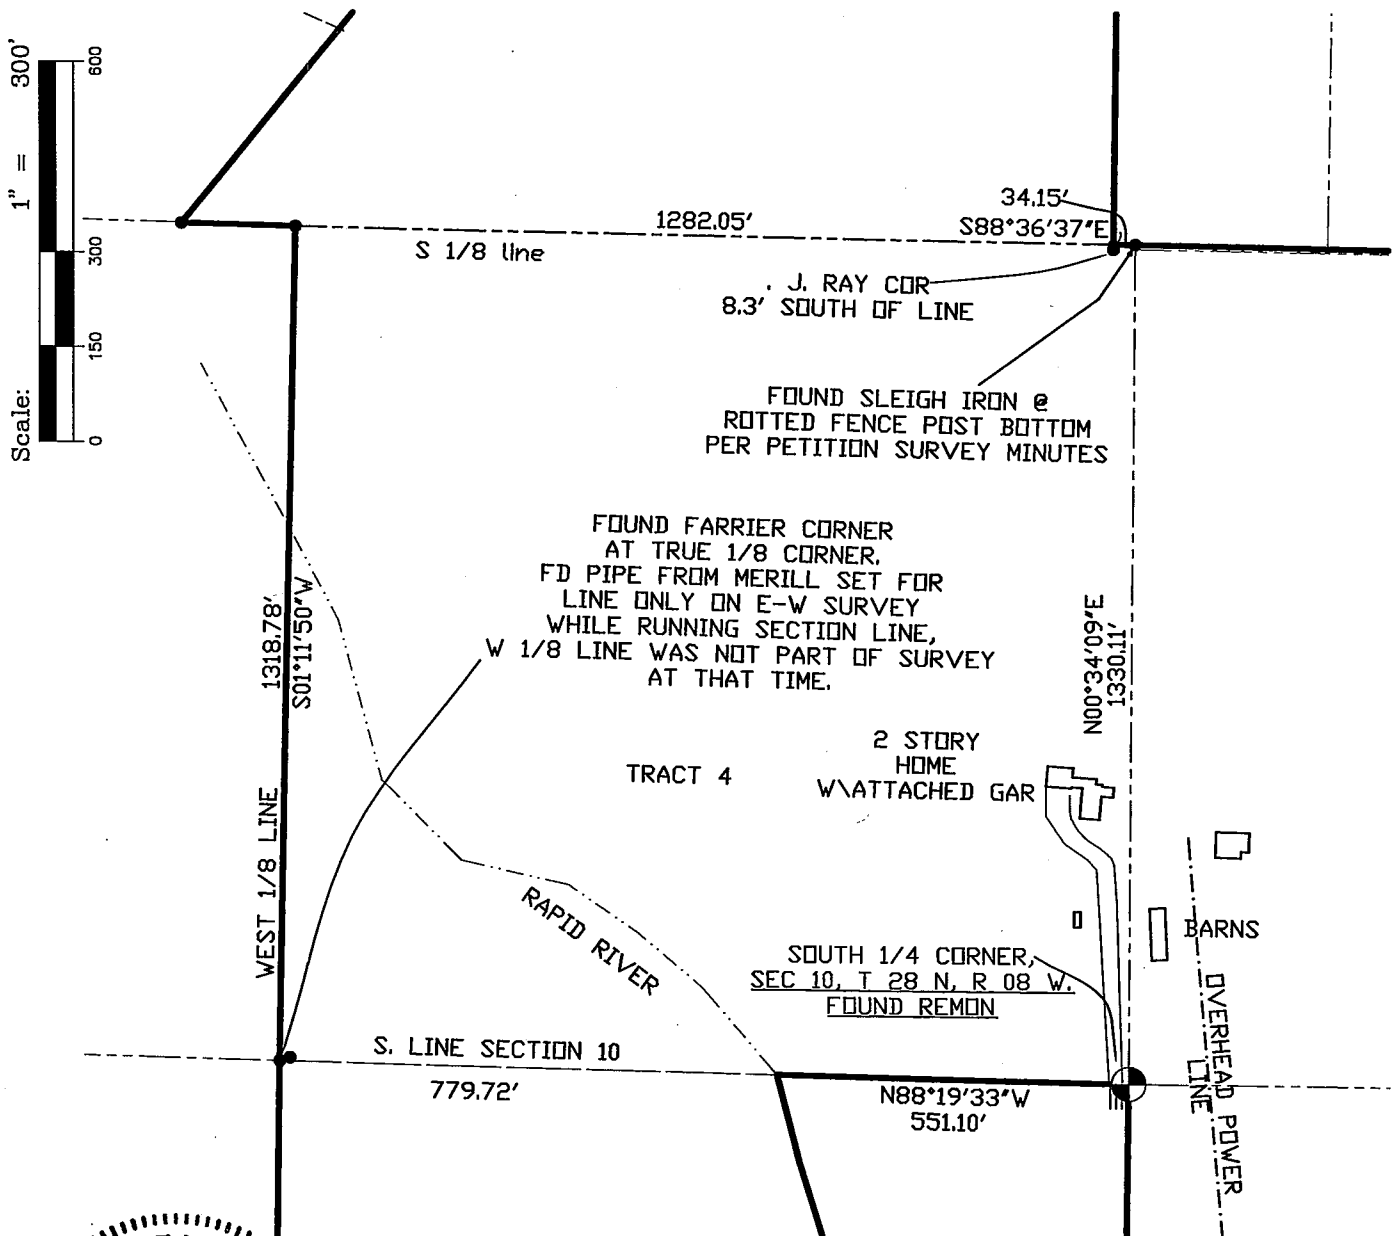 Scale: 1" = 300'
600
300
150
0
34.15'
1282.05'
S88°36'37"E
S 1/8 line
. J. RAY COR
8.3' SOUTH OF LINE
FOUND SLEIGH IRON @
ROTTED FENCE POST BOTTOM
PER PETITION SURVEY MINUTES
FOUND FARRIER CORNER
AT TRUE 1/8 CORNER.
FD PIPE FROM MERILL SET FOR
LINE ONLY ON E-W SURVEY
WHILE RUNNING SECTION LINE,
W 1/8 LINE WAS NOT PART OF SURVEY
AT THAT TIME.
1318.78'
S01°11'50"W
N00°34'09"E
1330.11'
2 STORY
HOME
W\ATTACHED GAR
TRACT 4
WEST 1/8 LINE
RAPID RIVER
BARNS
SOUTH 1/4 CORNER,
SEC 10, T 28 N, R 08 W.
FOUND REMON
OVERHEAD POWER
LINE
S. LINE SECTION 10
779.72'
N88°19'33"W
551.10'